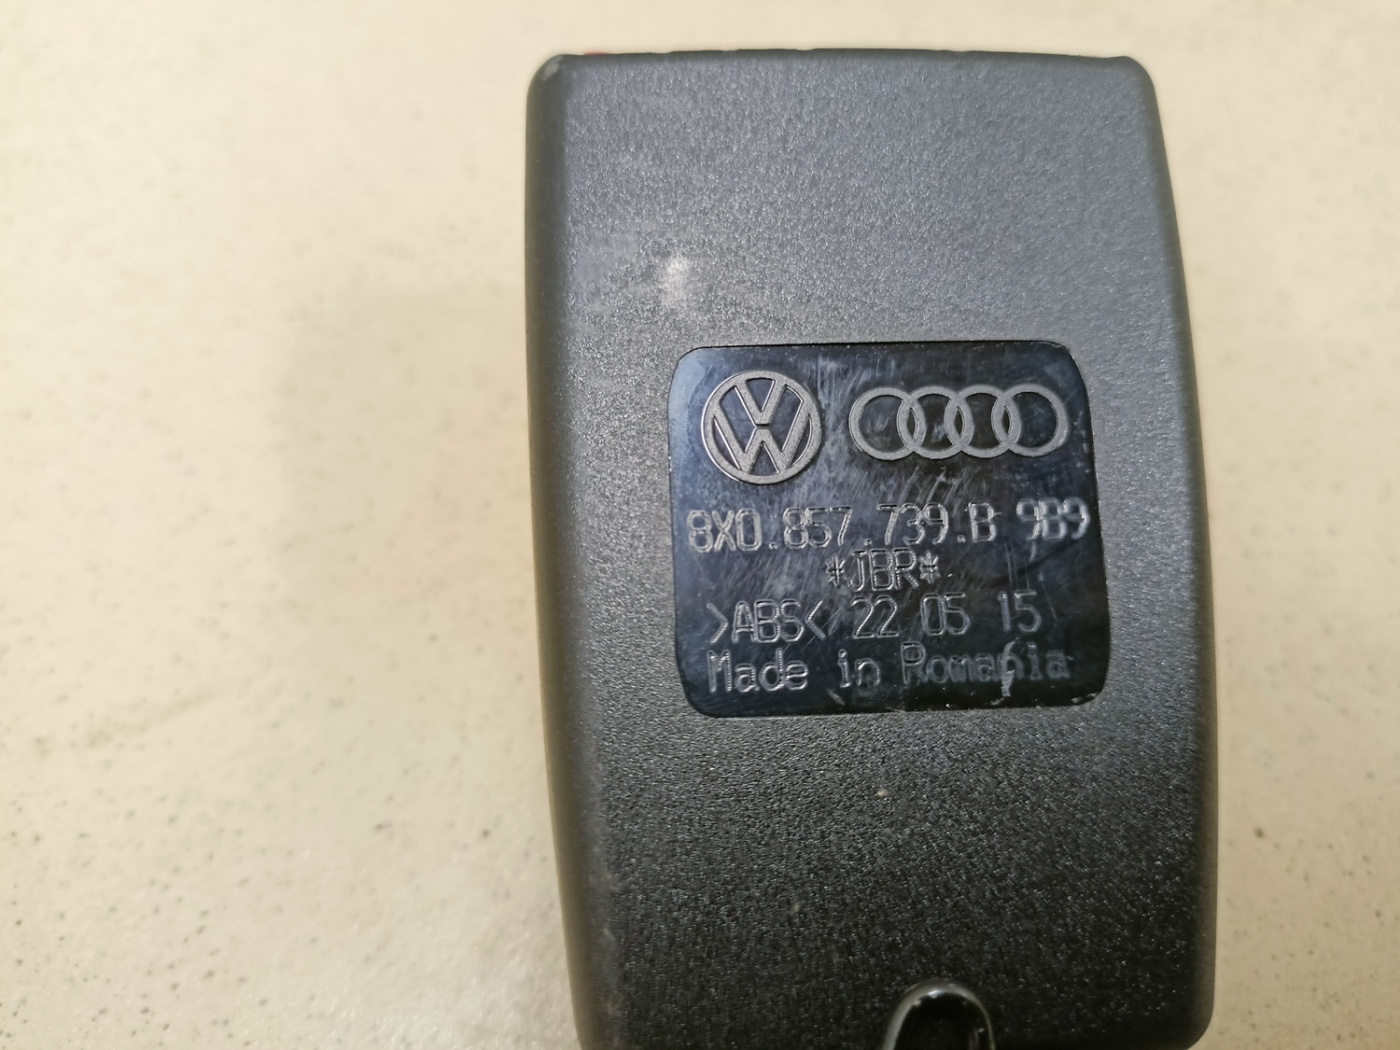 8X0.857.739.B 9B9
*JBR*
>ABS< 22 05 15
Made in Romania